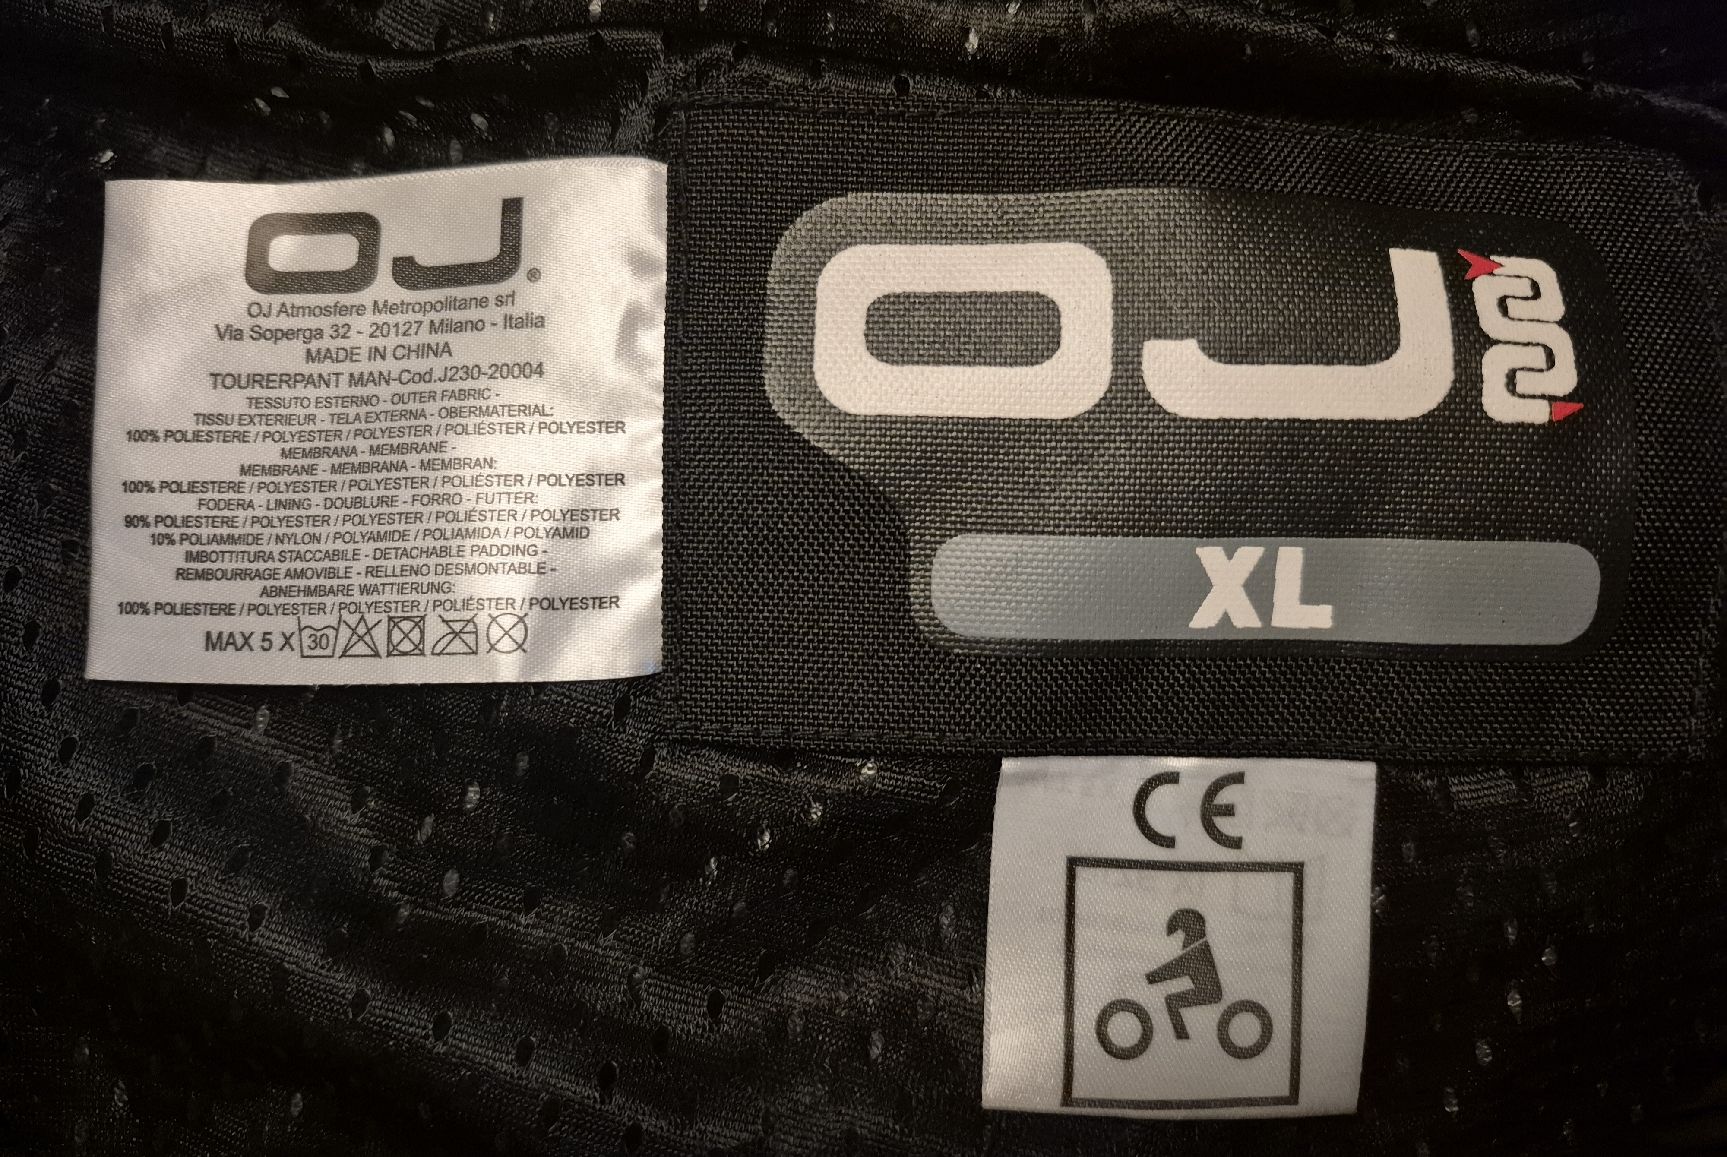 OJ®
OJ Atmosfere Metropolitane srl
Via Soperga 32 - 20127 Milano - Italia
MADE IN CHINA
TOURERPANT MAN-Cod.J230-20004
TESSUTO ESTERNO - OUTER FABRIC -
TISSU EXTERIEUR - TELA EXTERNA - OBERMATERIAL:
100% POLIESTERE / POLYESTER / POLYESTER / POLIÉSTER / POLYESTER
MEMBRANA - MEMBRANE -
MEMBRANE - MEMBRANA - MEMBRAN:
100% POLIESTERE / POLYESTER / POLYESTER / POLIÉSTER / POLYESTER
FODERA - LINING - DOUBLURE - FORRO - FUTTER:
90% POLIESTERE / POLYESTER / POLYESTER / POLIÉSTER / POLYESTER
10% POLIAMMIDE / NYLON / POLYAMIDE / POLIAMIDA / POLYAMID
IMBOTTITURA STACCABILE - DETACHABLE PADDING -
REMBOURRAGE AMOVIBLE - RELLENO DESMONTABLE -
ABNEHMBARE WATTIERUNG:
100% POLIESTERE / POLYESTER / POLYESTER / POLIÉSTER / POLYESTER
MAX 5 X 30
OJ
XL
CE